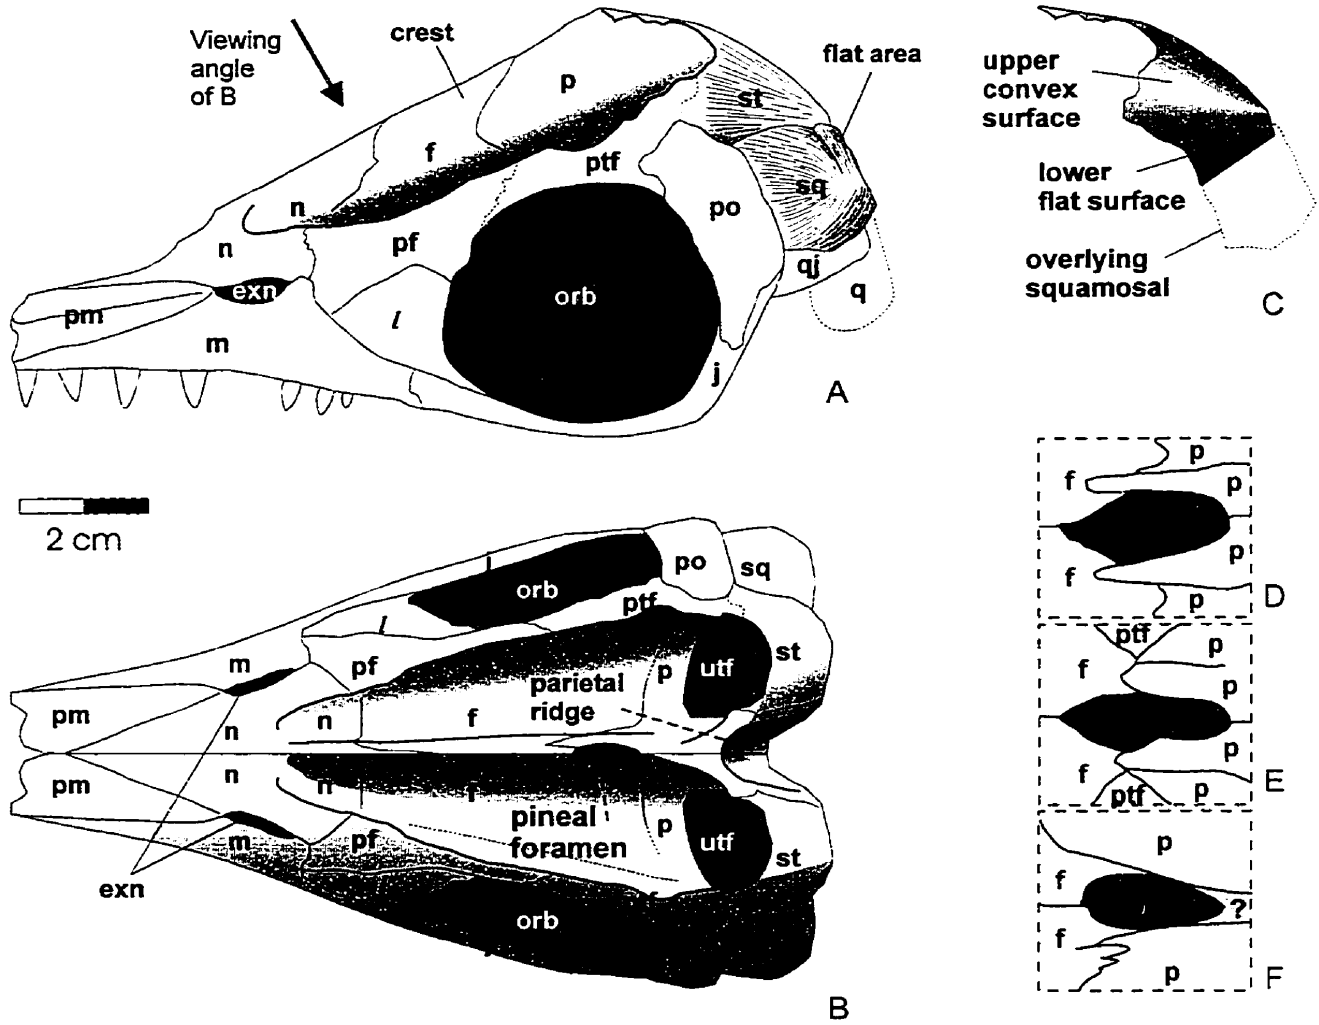 Viewing
angle
of B
crest
flat area
p
st
f
ptf
sq
n
po
n
pf
qj
exn
orb
q
pm
l
m
j
A
upper
convex
surface
lower
flat surface
overlying
squamosal
C
2 cm
j
po
sq
orb
ptf
l
m
pf
st
p
utf
parietal
ridge
pm
n
n
f
n
n
f
pm
pineal
foramen
p
utf
m
pf
st
exn
orb
B
p
f
p
p
f
p
D
ptf
p
f
p
p
f
ptf
p
E
p
f
?
f
p
F